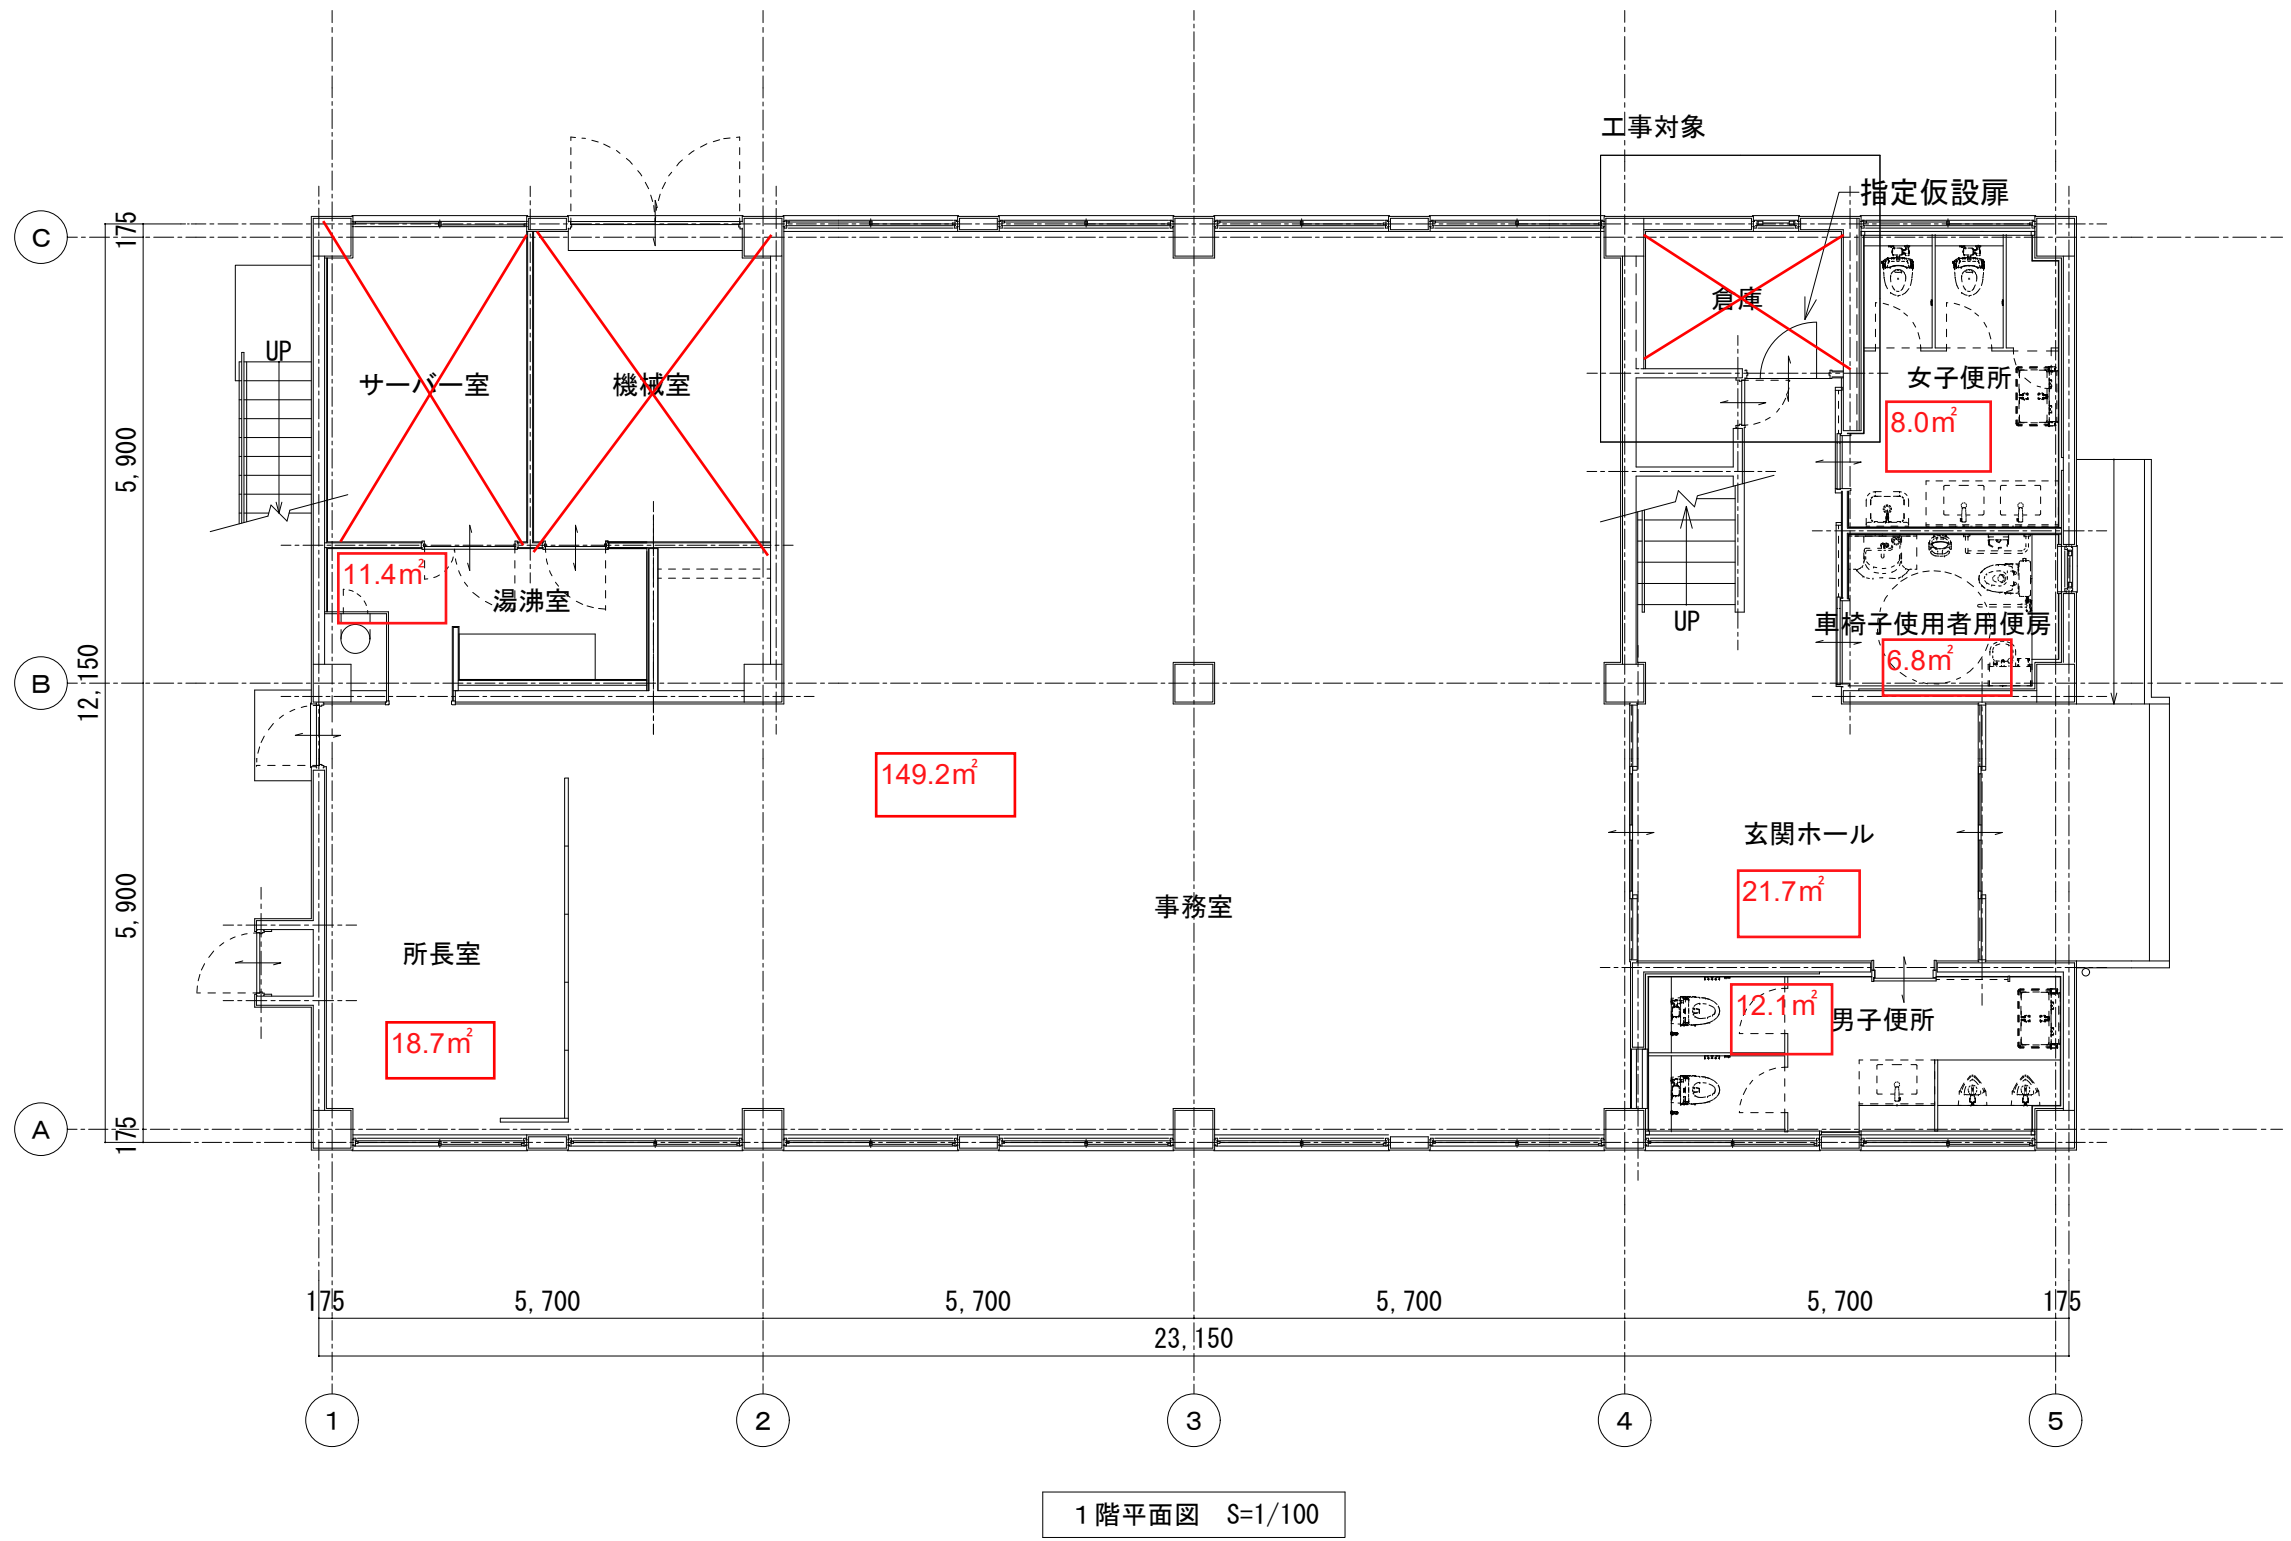 工事対象
指定仮設扉
C
175
倉庫
UP
サーバー室
機械室
女子便所
8.0㎡
5,900
11.4㎡
湯沸室
UP
車椅子使用者用便房
6.8㎡
B
12,150
149.2㎡
玄関ホール
21.7㎡
5,900
事務室
所長室
12.1㎡
男子便所
18.7㎡
A
175
175
5,700
5,700
5,700
5,700
175
23,150
1
2
3
4
5
1階平面図　S=1/100